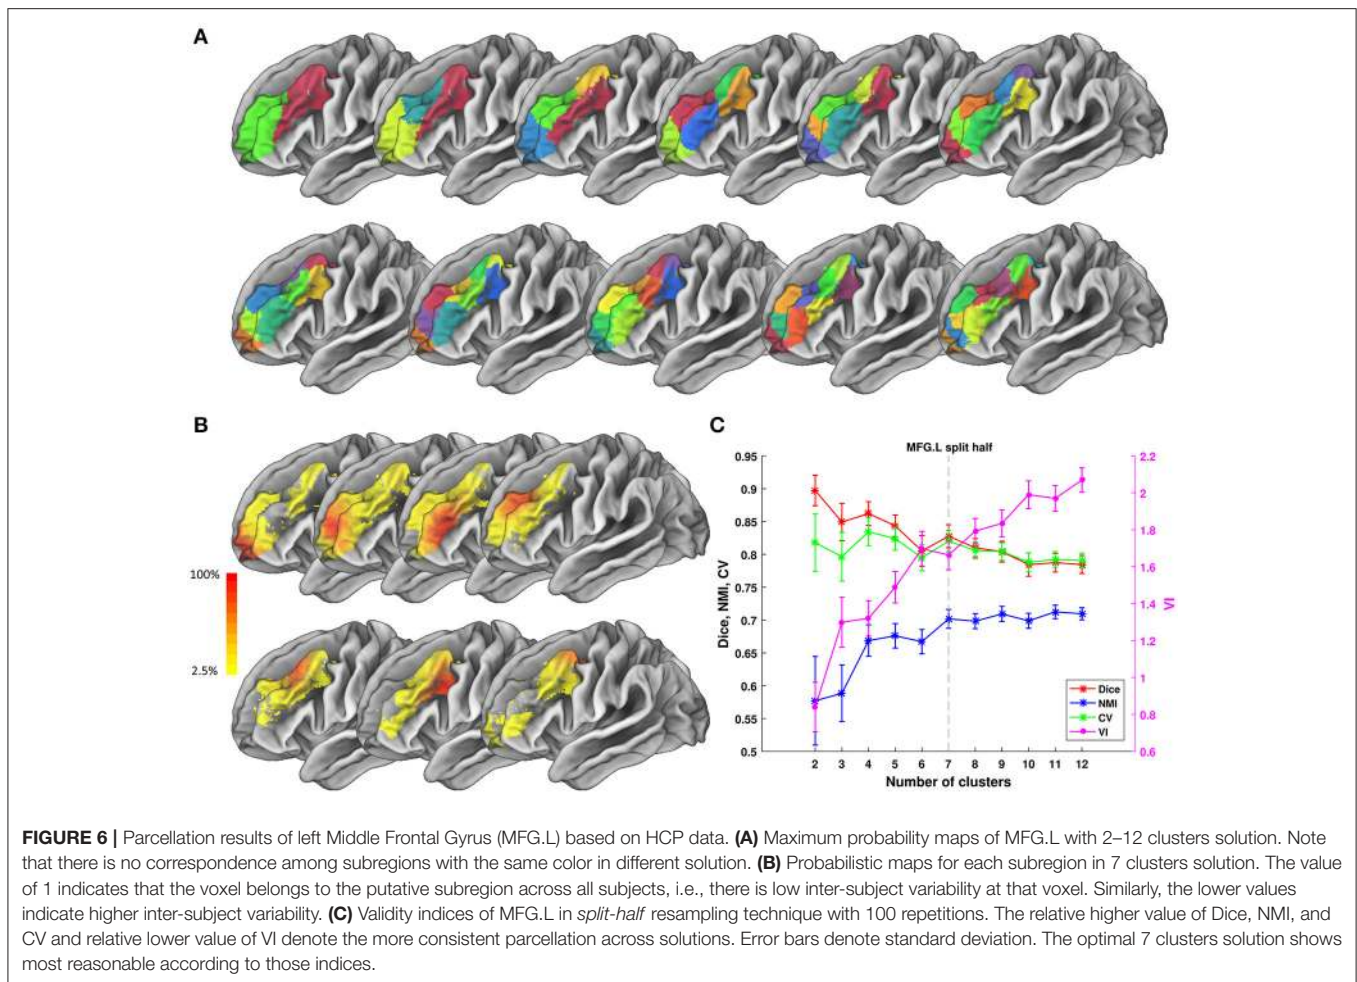 A
B
100%
2.5%
C
MFG.L split half
0.95
0.9
0.85
0.8
0.75
0.7
0.65
0.6
0.55
0.5
Dice, NMI, CV
2.2
2
1.8
1.6
1.4
1.2
1
0.8
0.6
VI
Dice
NMI
CV
VI
2 3 4 5 6 7 8 9 10 11 12
Number of clusters
FIGURE 6 | Parcellation results of left Middle Frontal Gyrus (MFG.L) based on HCP data. (A) Maximum probability maps of MFG.L with 2–12 clusters solution. Note
that there is no correspondence among subregions with the same color in different solution. (B) Probabilistic maps for each subregion in 7 clusters solution. The value
of 1 indicates that the voxel belongs to the putative subregion across all subjects, i.e., there is low inter-subject variability at that voxel. Similarly, the lower values
indicate higher inter-subject variability. (C) Validity indices of MFG.L in split-half resampling technique with 100 repetitions. The relative higher value of Dice, NMI, and
CV and relative lower value of VI denote the more consistent parcellation across solutions. Error bars denote standard deviation. The optimal 7 clusters solution shows
most reasonable according to those indices.